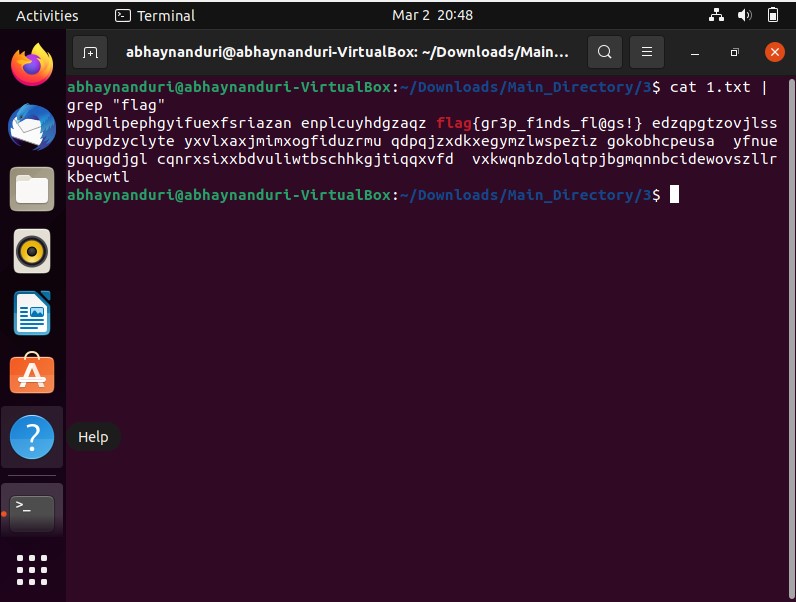 Activities
Terminal
Mar 2 20:48
abhaynanduri@abhaynanduri-VirtualBox: ~/Downloads/Main...
abhaynanduri@abhaynanduri-VirtualBox:~/Downloads/Main_Directory/3$ cat 1.txt |
grep "flag"
wpgdlipephgyifuexfsriazan enplcuyhdgzaqz flag{gr3p_f1nds_fl@gs!} edzqpgtzovjlss
cuypdzyclyte yxvlxaxjmimxogfiduzrmu qdpqjzxdkxegymzlwspeziz gokobhcpeusa  yfnue
guqugdjgl cqnrxsixxbdvuliwtbschhkgjtiqqxvfd  vxkwqnbzdolqtpjbgmqnnbcidewovszllr
kbecwtl
abhaynanduri@abhaynanduri-VirtualBox:~/Downloads/Main_Directory/3$
Help